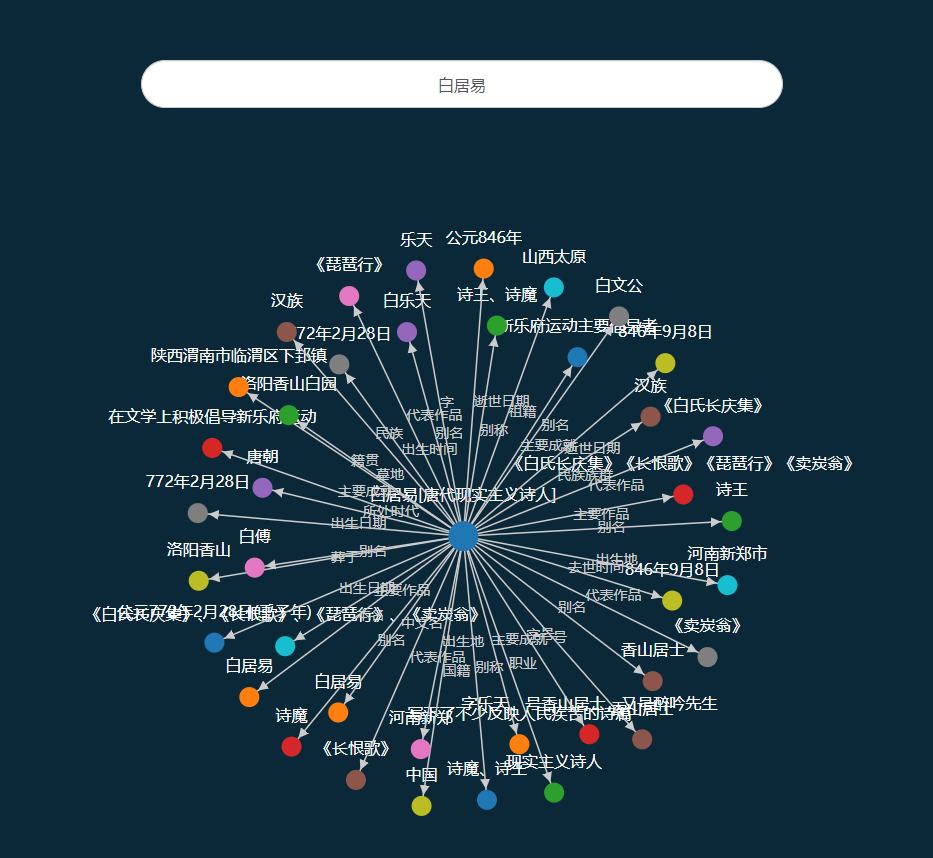 白居易
公元846年
乐天
山西太原
《琵琶行》
白文公
诗王、诗魔
汉族
白乐天
新乐府运动主要倡导者
846年9月8日
772年2月28日
陕西渭南市临渭区下邽镇
洛阳香山白园
汉族
逝世日期
字
祖籍
《白氏长庆集》
代表作品
在文学上积极倡导新乐府运动
别名
民族
别名
别称
出生时间
主要成就
逝世日期
唐朝
籍贯
《白氏长庆集》《长恨歌》《琵琶行》《卖炭翁》
墓地
民族族群
772年2月28日
代表作品
诗王
主要成就
白居易[唐代现实主义诗人]
所处时代
主要作品
出生日期
别名
白傅
洛阳香山
别名
河南新郑市
葬于
出生地
去世时间
846年9月8日
出生日期
主要作品
代表作品
别名
《白氏长庆集》、《长恨歌》、《琵琶行》、《卖炭翁》
中文名
《卖炭翁》
别名
出生地
主要成就
香山居士
代表作品
白居易
国籍
别称
职业
白居易
字乐天
号香山居士
又号醉吟先生
诗魔
河南新郑
写下了不少反映人民疾苦的诗篇
香山居士
《长恨歌》
现实主义诗人
中国
诗魔、诗王